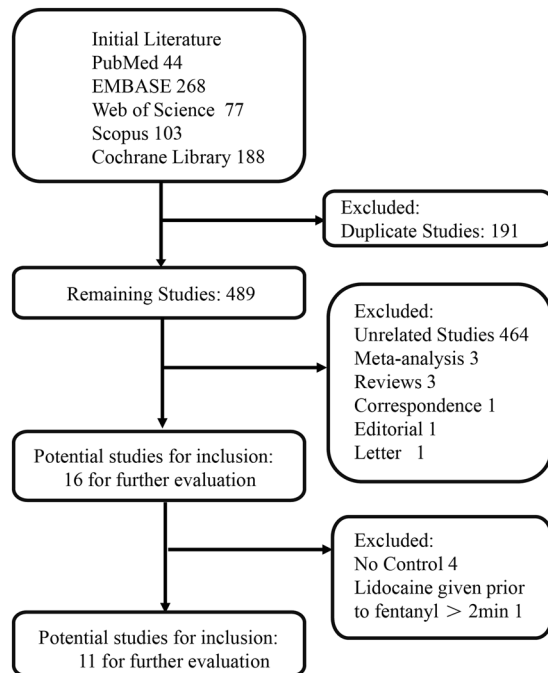 Initial Literature
PubMed 44
EMBASE 268
Web of Science 77
Scopus 103
Cochrane Library 188
Excluded:
Duplicate Studies: 191
Remaining Studies: 489
Excluded:
Unrelated Studies 464
Meta-analysis 3
Reviews 3
Correspondence 1
Editorial 1
Letter 1
Potential studies for inclusion:
16 for further evaluation
Excluded:
No Control 4
Lidocaine given prior
to fentanyl > 2min 1
Potential studies for inclusion:
11 for further evaluation